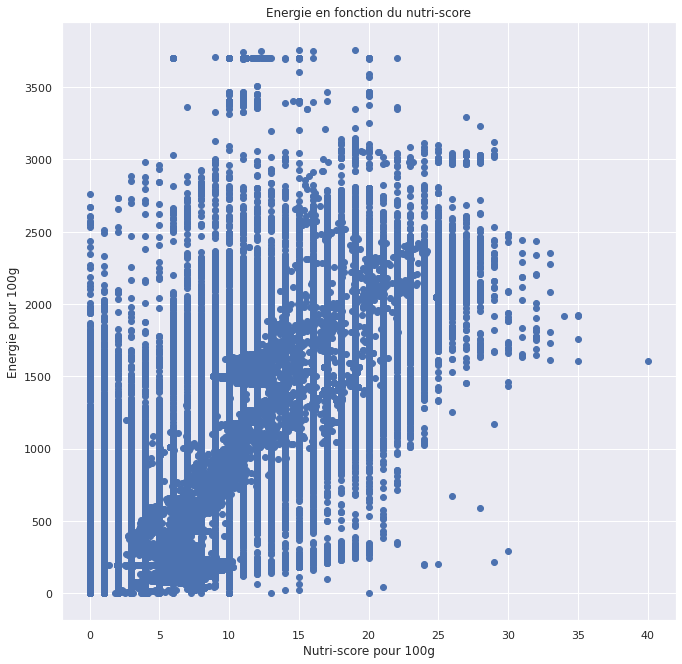 Energie en fonction du nutri-score
Energie pour 100g
3500
3000
2500
2000
1500
1000
500
0
0 5 10 15 20 25 30 35 40
Nutri-score pour 100g